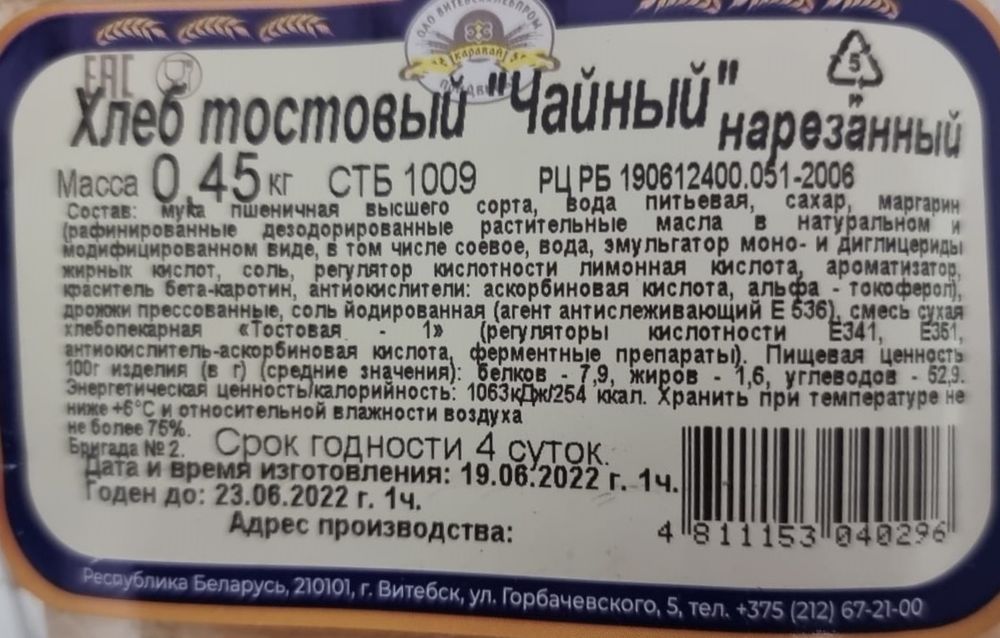 ОАО ВИТЕБСКХЛЕБПРОМ
КАРАВАЙ
EAC
5
Хлеб тостовый "Чайный" нарезанный
Масса 0,45 кг СТБ 1009 РЦ РБ 190612400.051-2006
Состав: мука пшеничная высшего сорта, вода питьевая, сахар, маргарин
(рафинированные дезодорированные растительные масла в натуральном и
модифицированном виде, в том числе соевое, вода, эмульгатор моно- и диглицериды
жирных кислот, соль, регулятор кислотности лимонная кислота, ароматизатор,
краситель бета-каротин, антиокислители: аскорбиновая кислота, альфа - токоферол),
дрожжи прессованные, соль йодированная (агент антислеживающий Е 536), смесь сухая
хлебопекарная «Тостовая - 1» (регуляторы кислотности Е341, Е351,
антиокислитель-аскорбиновая кислота, ферментные препараты). Пищевая ценность
100г изделия (в г) (средние значения): белков - 7,9, жиров - 1,6, углеводов - 52,9.
Энергетическая ценность/калорийность: 1063кДж/254 ккал. Хранить при температуре не
ниже +6°С и относительной влажности воздуха
не более 75%.
Бригада №2. Срок годности 4 суток.
Дата и время изготовления: 19.06.2022 г. 1ч.
Годен до: 23.06.2022 г. 1ч.
Адрес производства:
4 811153 040296
Республика Беларусь, 210101, г. Витебск, ул. Горбачевского, 5, тел. +375 (212) 67-21-00